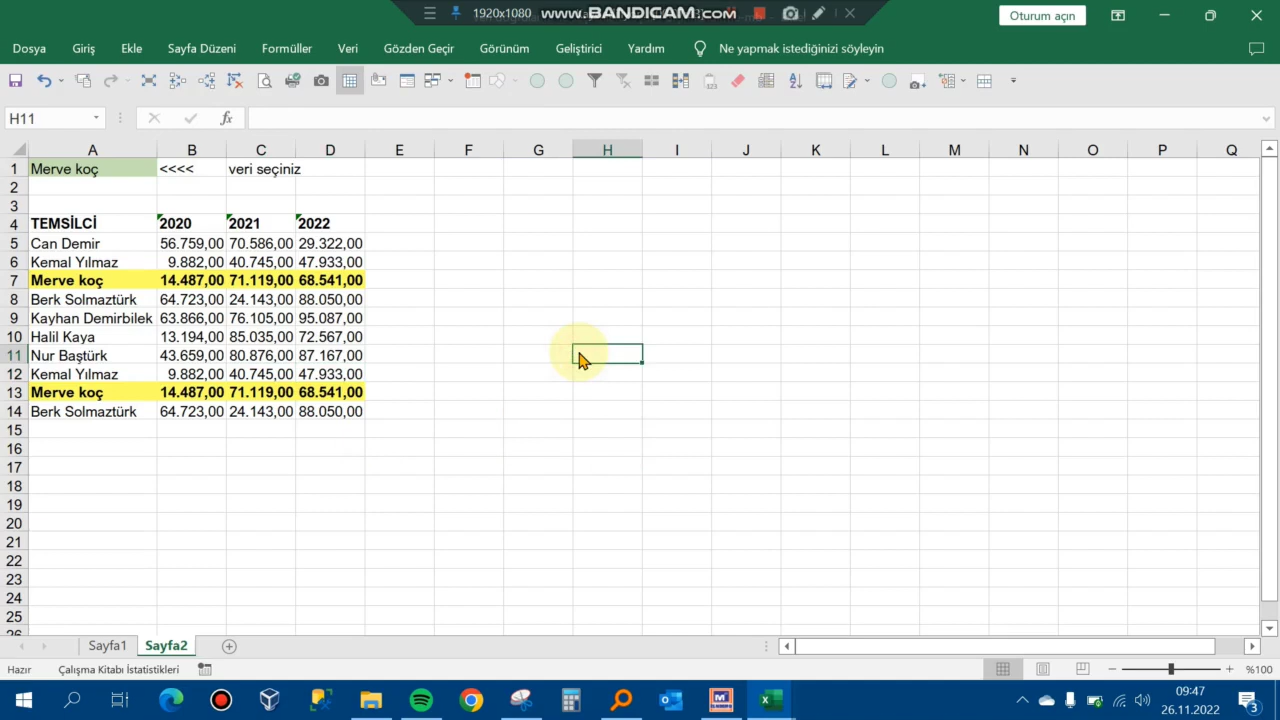 1920x1080 www.BANDICAM.com Oturum açın
Dosya Giriş Ekle Sayfa Düzeni Formüller Veri Gözden Geçir Görünüm Geliştirici Yardım Ne yapmak istediğinizi söyleyin
H11 fx
A B C D E F G H I J K L M N O P Q
1 Merve koç <<<< veri seçiniz
2
3
4 TEMSİLCİ 2020 2021 2022
5 Can Demir 56.759,00 70.586,00 29.322,00
6 Kemal Yılmaz 9.882,00 40.745,00 47.933,00
7 Merve koç 14.487,00 71.119,00 68.541,00
8 Berk Solmaztürk 64.723,00 24.143,00 88.050,00
9 Kayhan Demirbilek 63.866,00 76.105,00 95.087,00
10 Halil Kaya 13.194,00 85.035,00 72.567,00
11 Nur Baştürk 43.659,00 80.876,00 87.167,00
12 Kemal Yılmaz 9.882,00 40.745,00 47.933,00
13 Merve koç 14.487,00 71.119,00 68.541,00
14 Berk Solmaztürk 64.723,00 24.143,00 88.050,00
15
16
17
18
19
20
21
22
23
24
25
26
Sayfa1 Sayfa2
Hazır Çalışma Kitabı İstatistikleri %100
09:47
26.11.2022 3